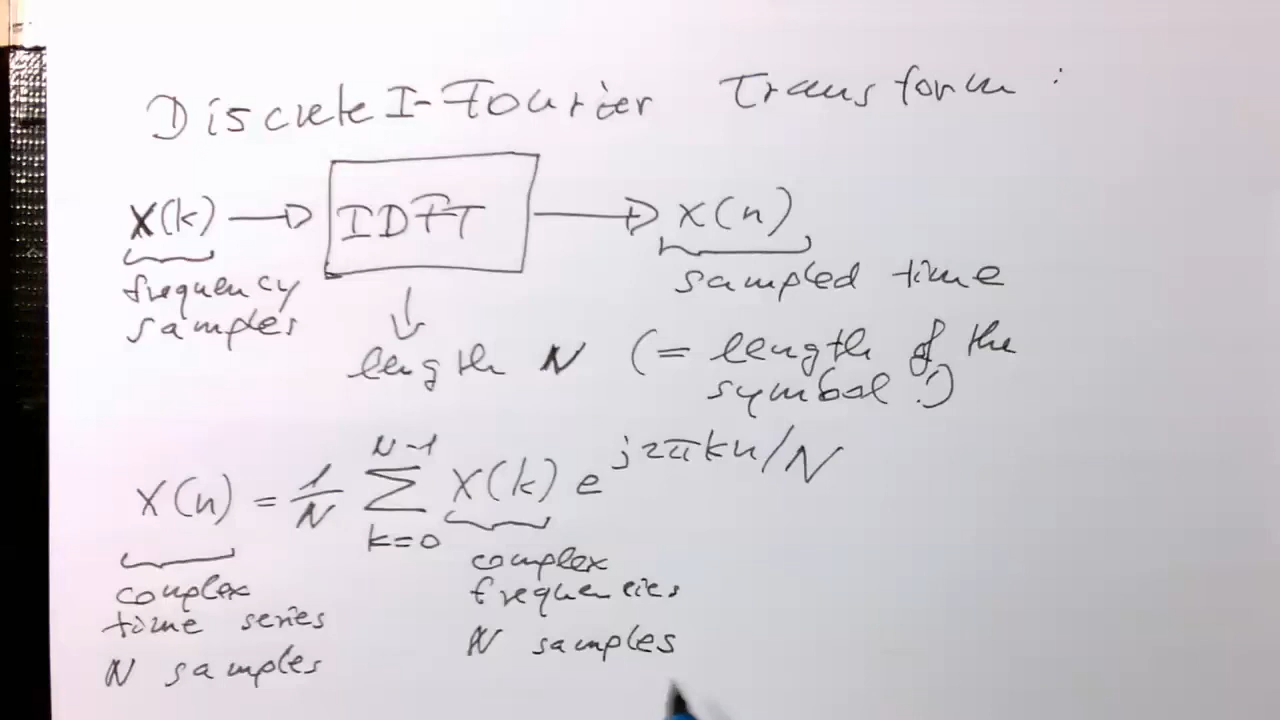 Discrete I-Fourier Transform:
X(k) → IDFT → x(n)
frequency samples
sampled time
↓
length N (= length of the symbol!)
x(n) = 1/N ∑_{k=0}^{N-1} X(k) e^{j2πkn/N}
complex time series
N samples
complex frequencies
N samples